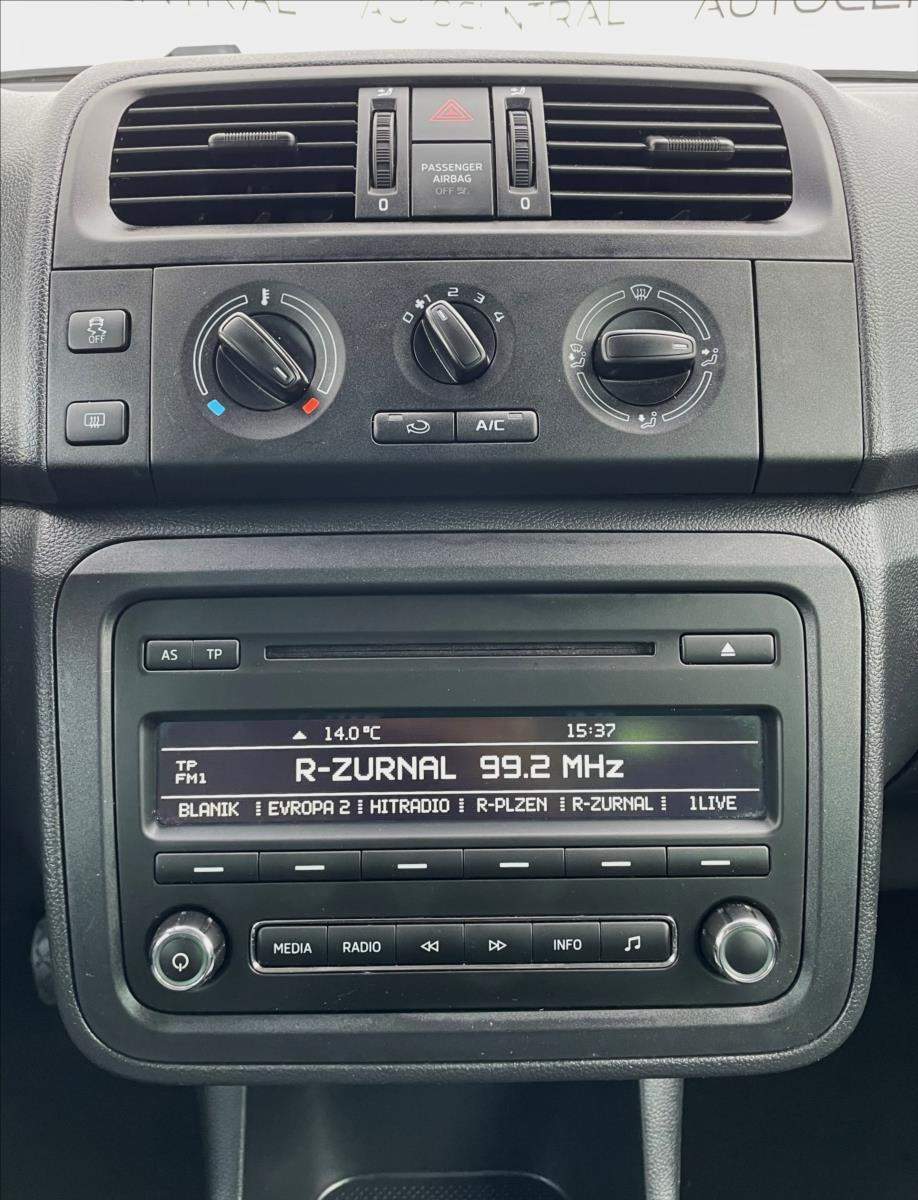 AUTOCENTRAL
PASSENGER
AIRBAG
OFF
0
0
0 1 2 3 4
OFF
A/C
AS TP
14.0°C 15:37
TP
FM1
R-ZURNAL 99.2 MHz
BLANIK EVROPA 2 HITRADIO R-PLZEN R-ZURNAL 1LIVE
MEDIA RADIO INFO